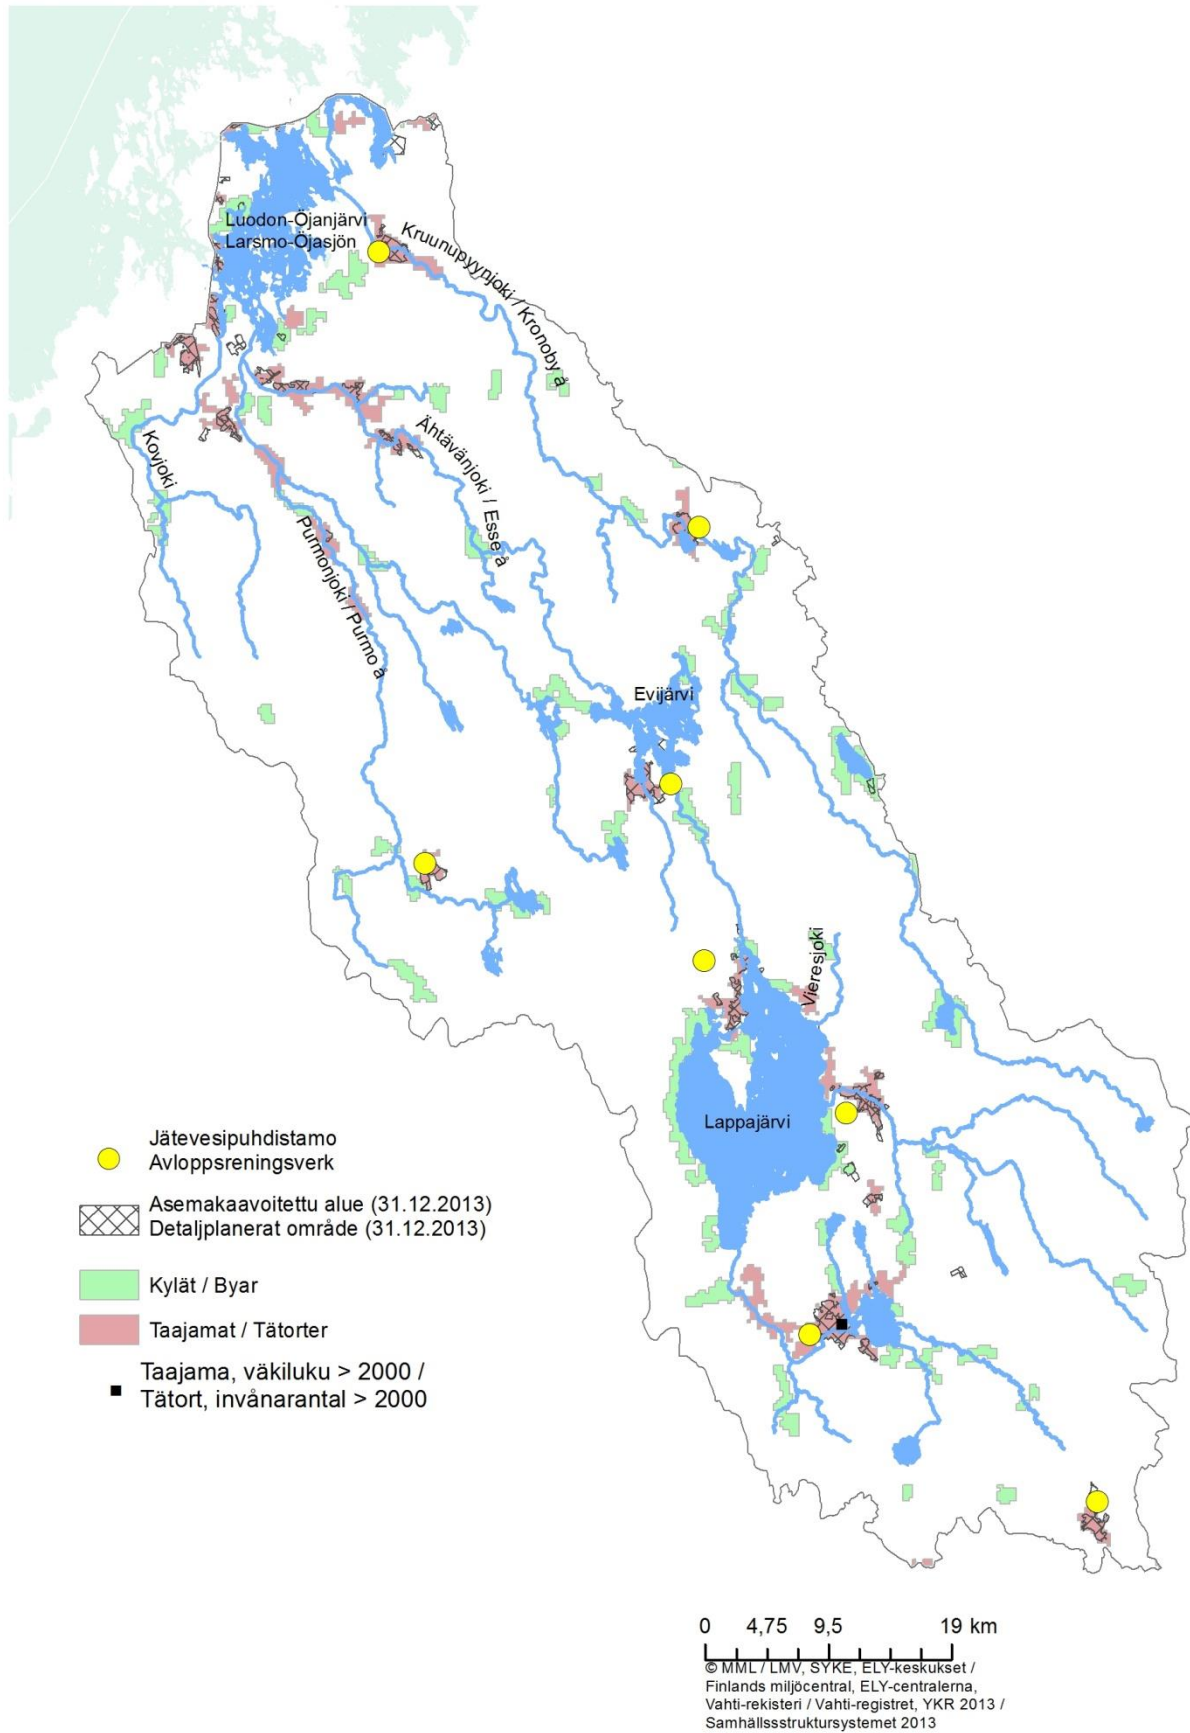 Luodon-Öjanjärvi
Larsmo-Öjasjön
Kruunupyynjoki / Kronoby å
Kovjoki
Ähtävänjoki / Esse å
Purmonjoki / Purmo å
Evijärvi
Vieresjoki
Lappajärvi
Jätevesipuhdistamo
Avloppsreningsverk
Asemakaavoitettu alue (31.12.2013)
Detaljplanerat område (31.12.2013)
Kylät / Byar
Taajamat / Tätorter
Taajama, väkiluku > 2000 /
Tätort, invånarantal > 2000
0 4,75 9,5 19 km
© MML / LMV, SYKE, ELY-keskukset /
Finlands miljöcentral, ELY-centralerna,
Vahti-rekisteri / Vahti-registret, YKR 2013 /
Samhällssstruktursystemet 2013